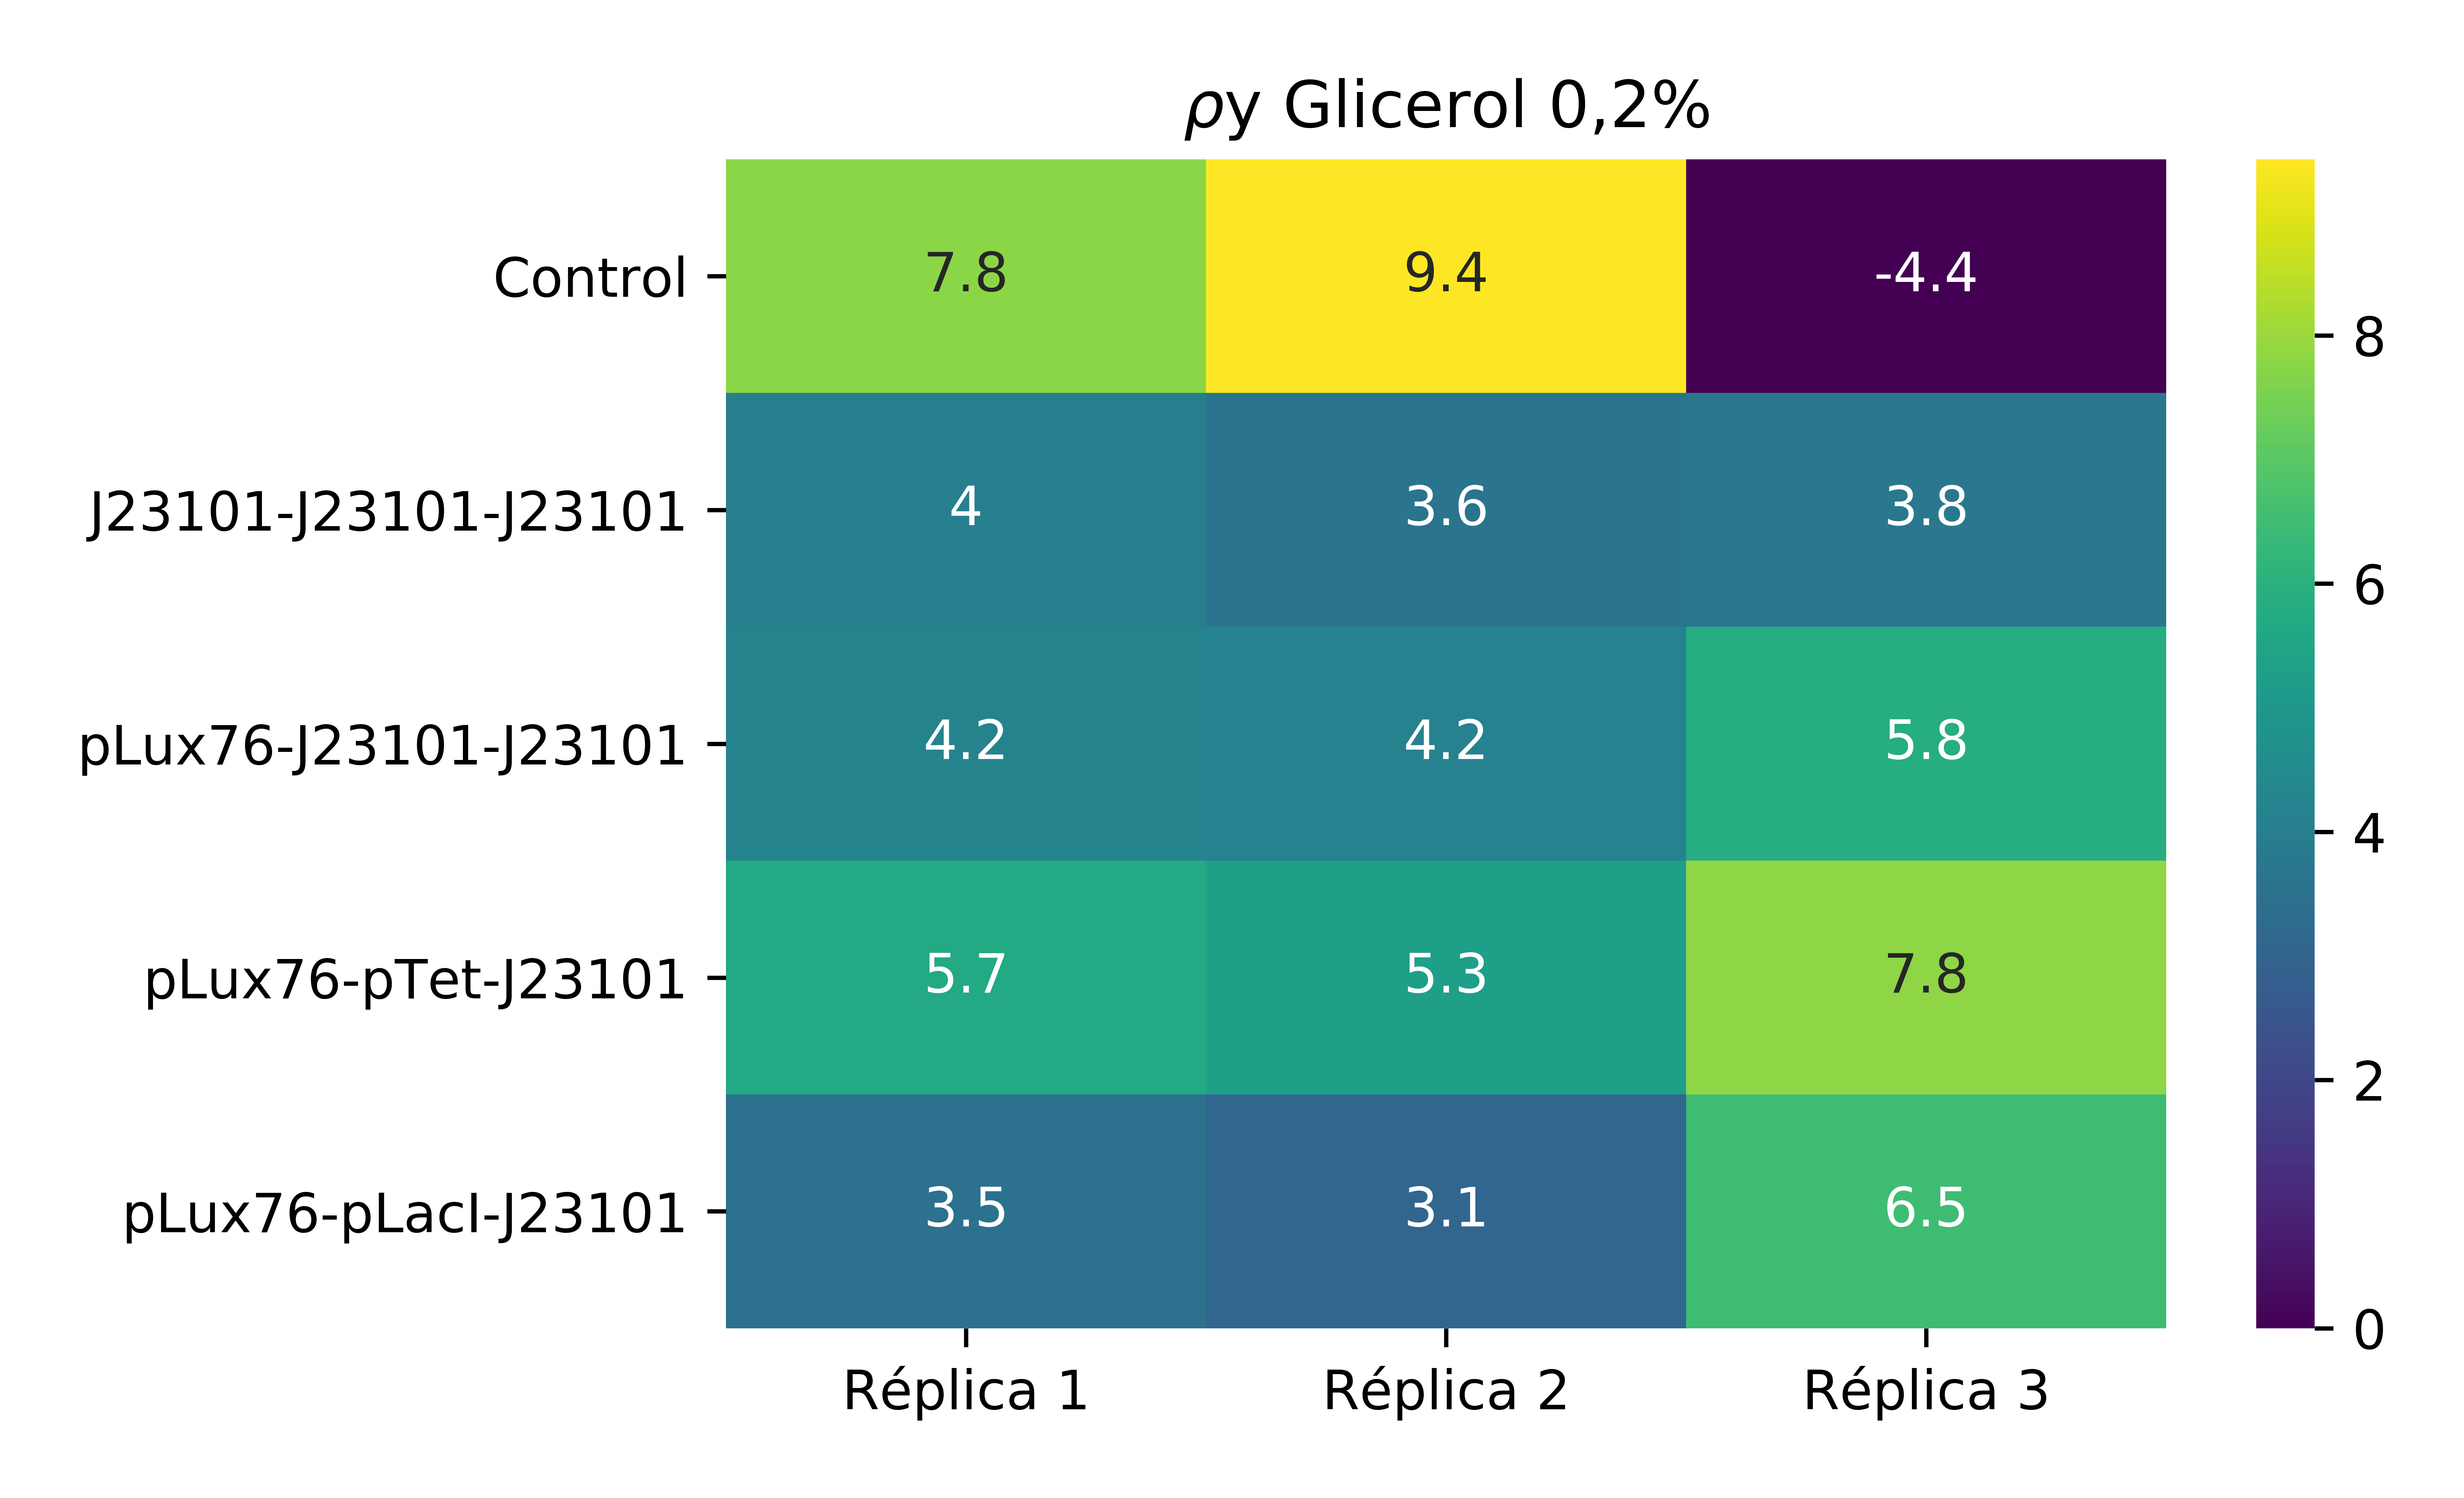 ρy Glicerol 0,2%
Control 7.8 9.4 -4.4
J23101-J23101-J23101 4 3.6 3.8
pLux76-J23101-J23101 4.2 4.2 5.8
pLux76-pTet-J23101 5.7 5.3 7.8
pLux76-pLacI-J23101 3.5 3.1 6.5
Réplica 1 Réplica 2 Réplica 3
8
6
4
2
0